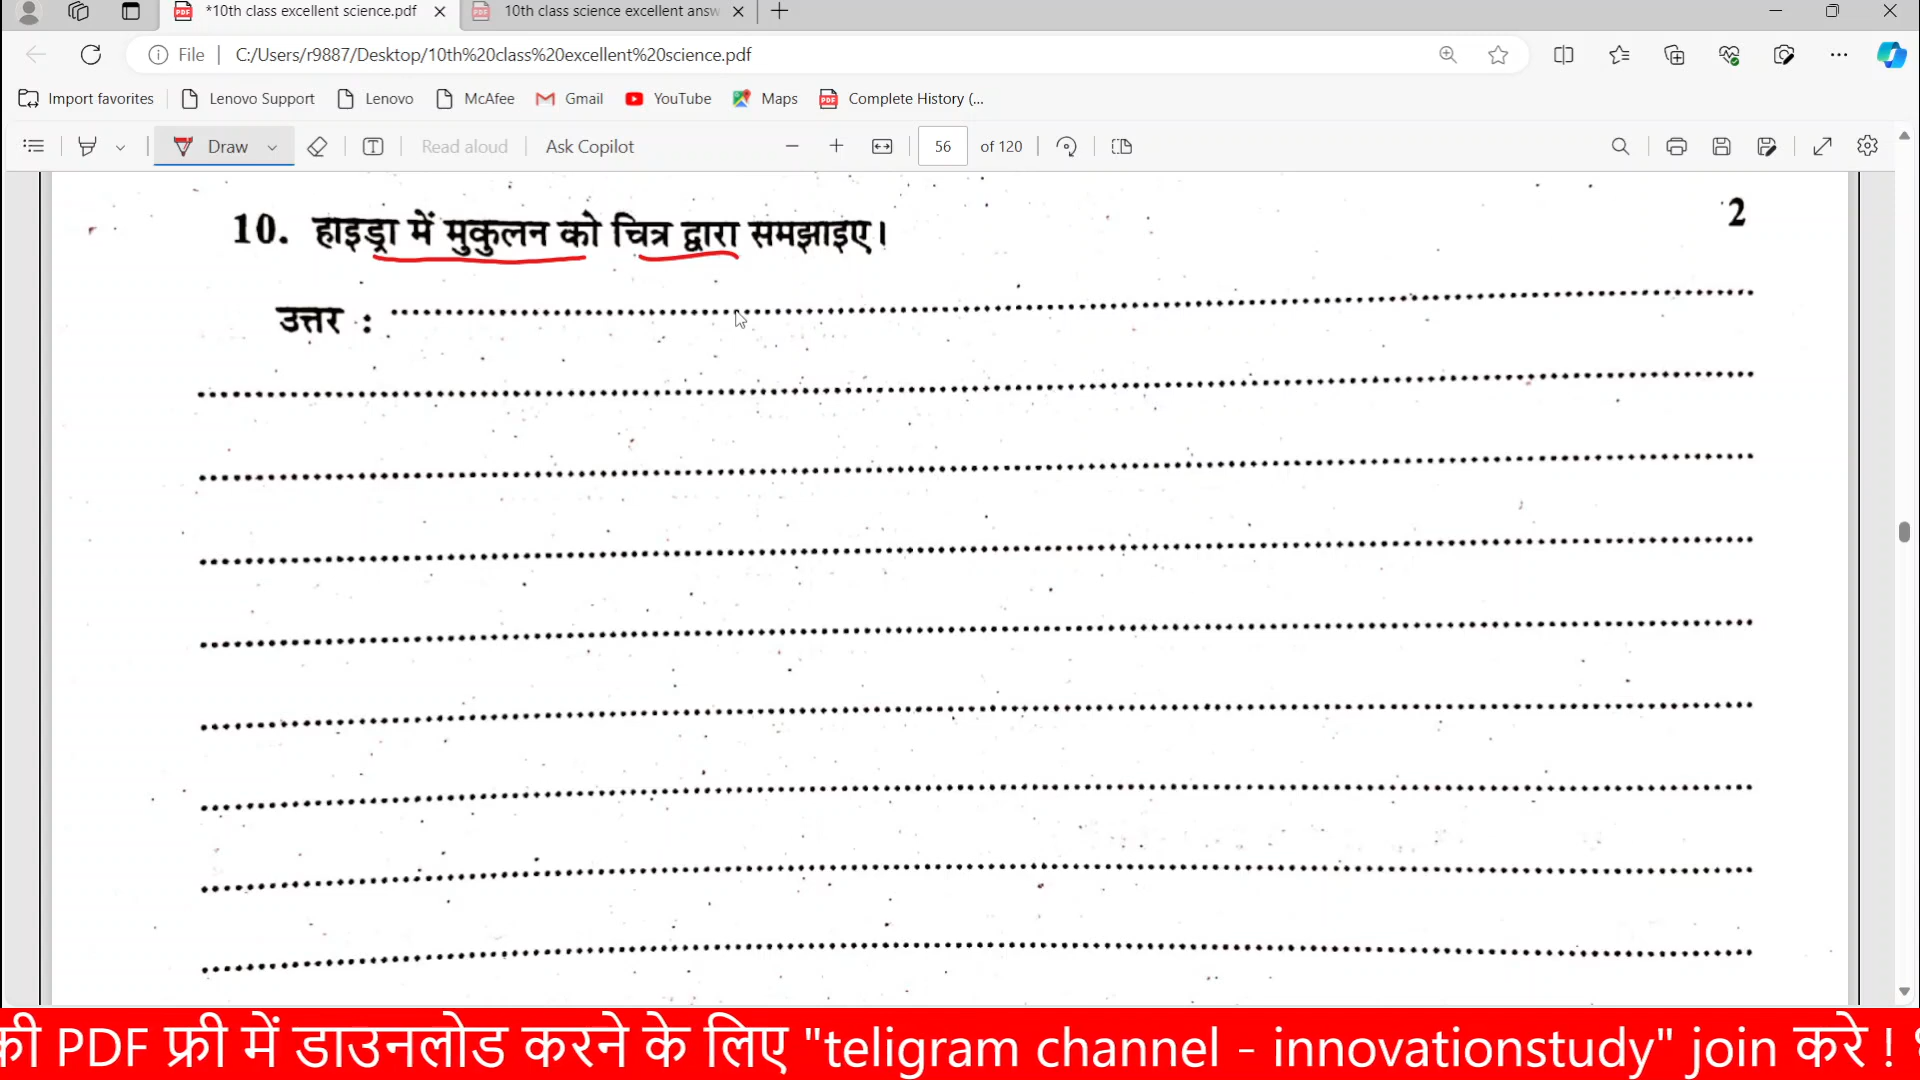 *10th class excellent science.pdf
10th class science excellent answ
File
C:/Users/r9887/Desktop/10th%20class%20excellent%20science.pdf
Import favorites
Lenovo Support
Lenovo
McAfee
Gmail
YouTube
Maps
Complete History (...
Draw
Read aloud
Ask Copilot
56
of 120
10. हाइड्रा में मुकुलन को चित्र द्वारा समझाइए।
2
उत्तर :
की PDF फ्री में डाउनलोड करने के लिए "teligram channel - innovationstudy" join करे !